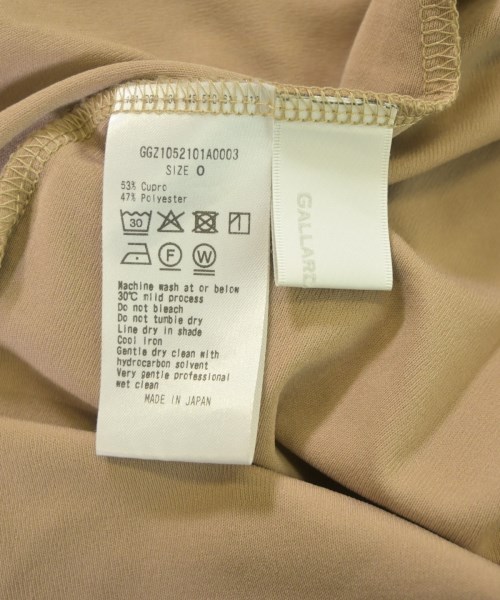 GGZ1052101A0003
SIZE 0
53% Cupro
47% Polyester
30
F W
Machine wash at or below
30℃ mild process
Do not bleach
Do not tumble dry
Line dry in shade
Cool iron
Gentle dry clean with
hydrocarbon solvent
Very gentle professional
wet clean
MADE IN JAPAN
GALLARD